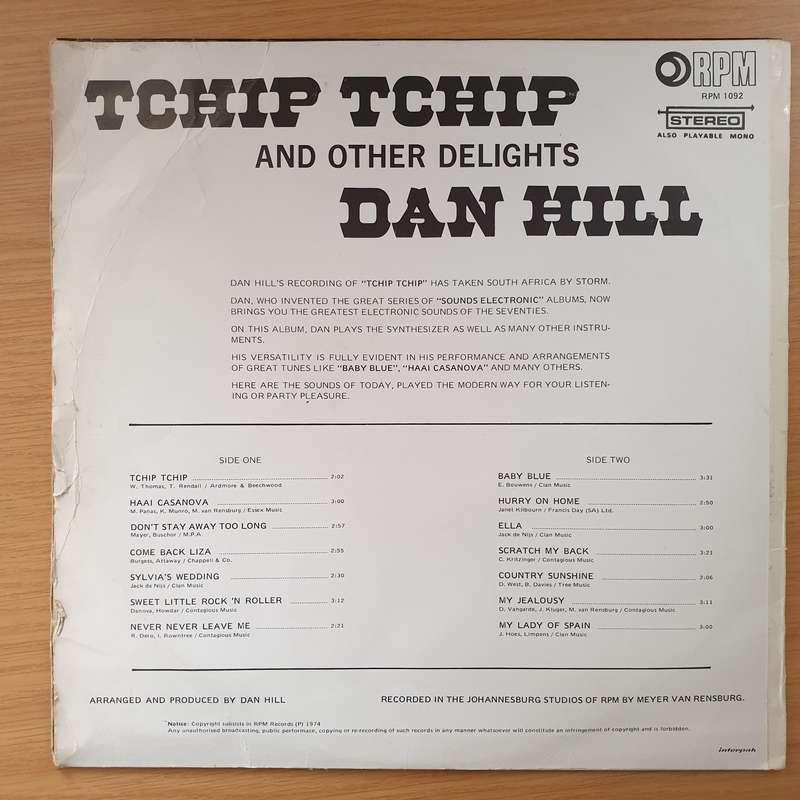 RPM
RPM 1092
STEREO
ALSO PLAYABLE MONO
TCHIP TCHIP
AND OTHER DELIGHTS
DAN HILL
DAN HILL'S RECORDING OF "TCHIP TCHIP" HAS TAKEN SOUTH AFRICA BY STORM.
DAN, WHO INVENTED THE GREAT SERIES OF "SOUNDS ELECTRONIC" ALBUMS, NOW
BRINGS YOU THE GREATEST ELECTRONIC SOUNDS OF THE SEVENTIES.
ON THIS ALBUM, DAN PLAYS THE SYNTHESIZER AS WELL AS MANY OTHER INSTRU-
MENTS.
HIS VERSATILITY IS FULLY EVIDENT IN HIS PERFORMANCE AND ARRANGEMENTS
OF GREAT TUNES LIKE "BABY BLUE", "HAAI CASANOVA" AND MANY OTHERS.
HERE ARE THE SOUNDS OF TODAY, PLAYED THE MODERN WAY FOR YOUR LISTEN-
ING OR PARTY PLEASURE.
SIDE ONE
TCHIP TCHIP 2:02
W. Thomas, T. Rendall / Ardmore & Beechwood
HAAI CASANOVA 3:00
M. Panas, K. Munro, M. van Rensburg / Essex Music
DON'T STAY AWAY TOO LONG 2:57
Mayer, Buschor / M.P.A.
COME BACK LIZA 2:55
Burgess, Attaway / Chappell & Co.
SYLVIA'S WEDDING 2:30
Jack de Nijs / Clan Music
SWEET LITTLE ROCK 'N ROLLER 3:12
Denova, Howdar / Contagious Music
NEVER NEVER LEAVE ME 2:21
R. Dero, I. Rowntree / Contagious Music
SIDE TWO
BABY BLUE 3:31
E. Bouwens / Clan Music
HURRY ON HOME 2:50
Janet Kilbourn / Francis Day (SA) Ltd.
ELLA 3:00
Jack de Nijs / Clan Music
SCRATCH MY BACK 3:21
C. Kritzinger / Contagious Music
COUNTRY SUNSHINE 2:06
D. West, B. Davies / Tree Music
MY JEALOUSY 3:11
D. Vangarde, J. Kluger, M. van Rensburg / Contagious Music
MY LADY OF SPAIN 3:00
J. Hoes, Limpens / Clan Music
ARRANGED AND PRODUCED BY DAN HILL
RECORDED IN THE JOHANNESBURG STUDIOS OF RPM BY MEYER VAN RENSBURG.
Notice: Copyright subsists in RPM Records (P) 1974
Any unauthorised broadcasting, public performace, copying or re-recording of such records in any manner whatsoever will constitute an infringement of copyright and is forbidden.
interpak